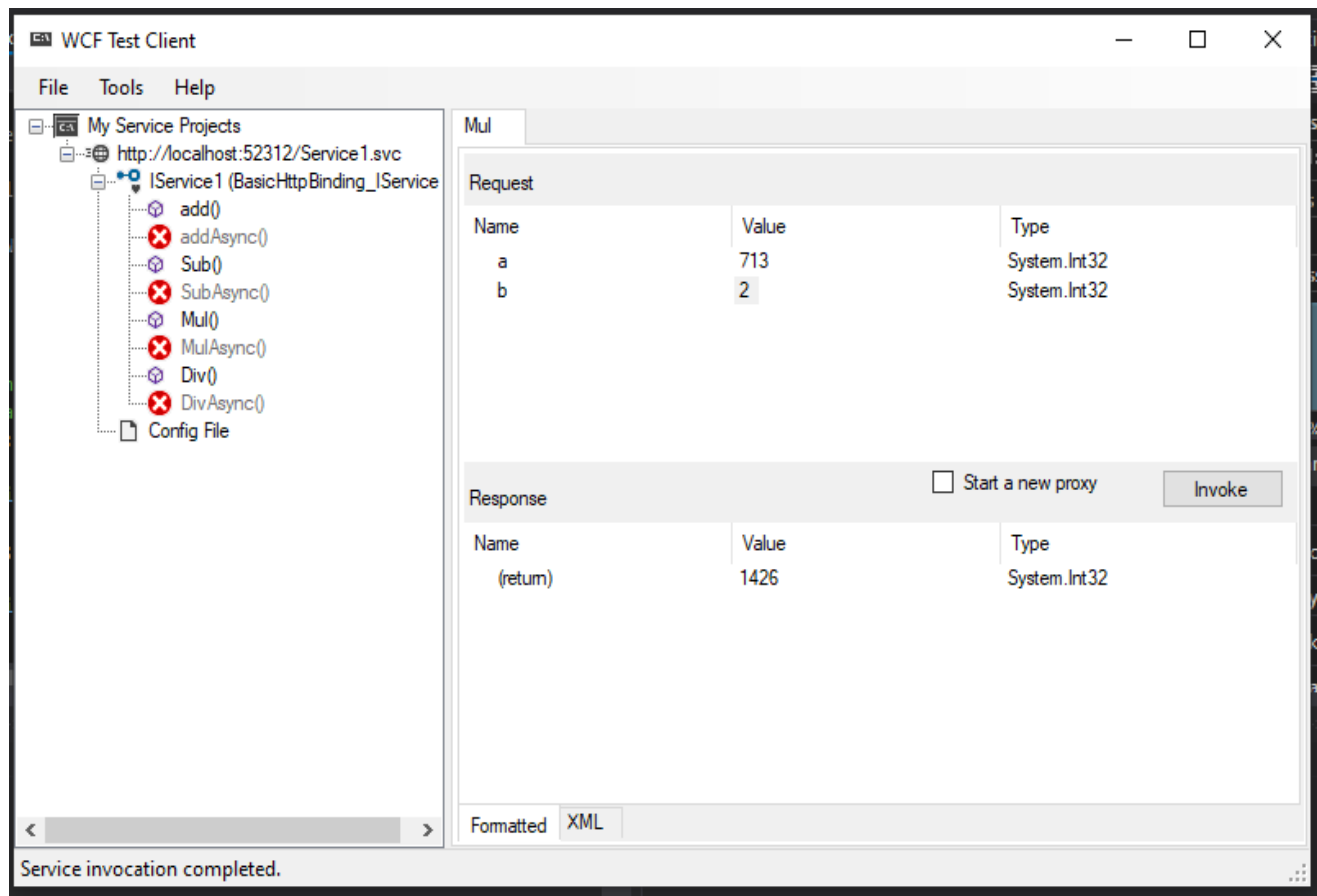 WCF Test Client
File Tools Help
My Service Projects
http://localhost:52312/Service1.svc
IService1 (BasicHttpBinding_IService
add()
addAsync()
Sub()
SubAsync()
Mul()
MulAsync()
Div()
DivAsync()
Config File
Mul
Request
Name Value Type
a 713 System.Int32
b 2 System.Int32
Response Start a new proxy Invoke
Name Value Type
(return) 1426 System.Int32
Formatted XML
Service invocation completed.